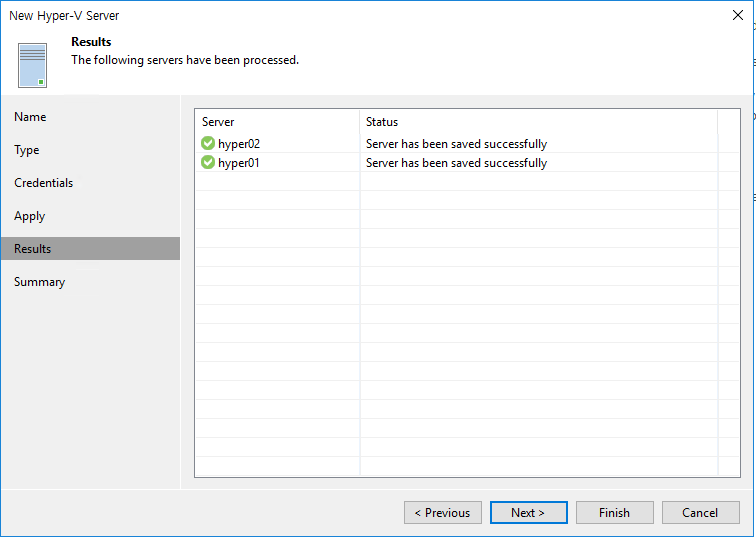 New Hyper-V Server
Results
The following servers have been processed.
Name
Type
Credentials
Apply
Results
Summary
Server Status
hyper02 Server has been saved successfully
hyper01 Server has been saved successfully
< Previous Next > Finish Cancel